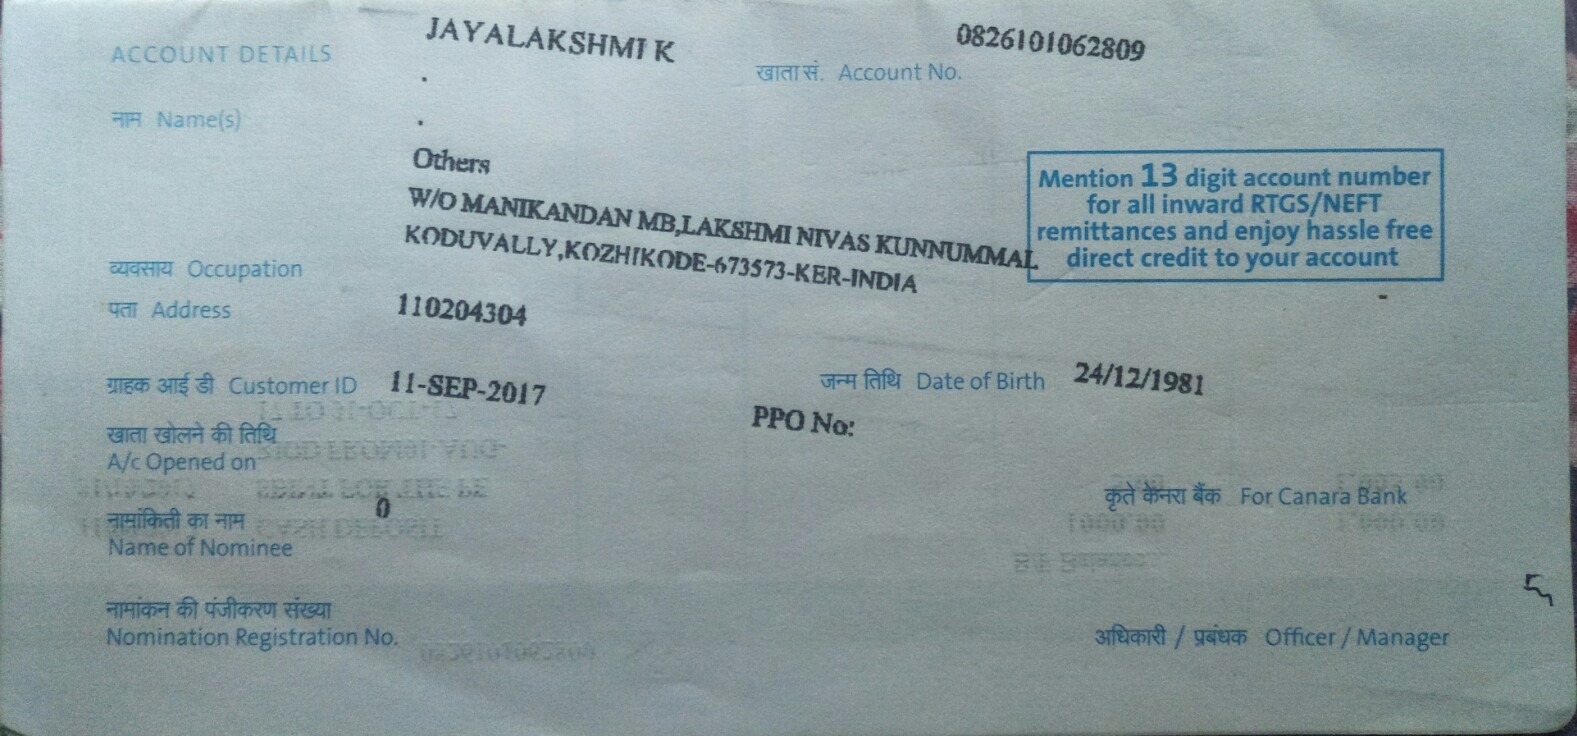 JAYALAKSHMI K
0826101062809
ACCOUNT DETAILS
.
खाता सं. Account No.
नाम Name(s)
.
Others
W/O MANIKANDAN MB,LAKSHMI NIVAS KUNNUMMAL
KODUVALLY,KOZHIKODE-673573-KER-INDIA
Mention 13 digit account number
for all inward RTGS/NEFT
remittances and enjoy hassle free
direct credit to your account
व्यवसाय Occupation
पता Address
110204304
-
ग्राहक आई डी Customer ID
11-SEP-2017
जन्म तिथि Date of Birth
24/12/1981
PPO No:
खाता खोलने की तिथि
A/c Opened on
0
कृते केनरा बैंक For Canara Bank
नामांकिती का नाम
Name of Nominee
नामांकन की पंजीकरण संख्या
Nomination Registration No.
अधिकारी / प्रबंधक Officer / Manager